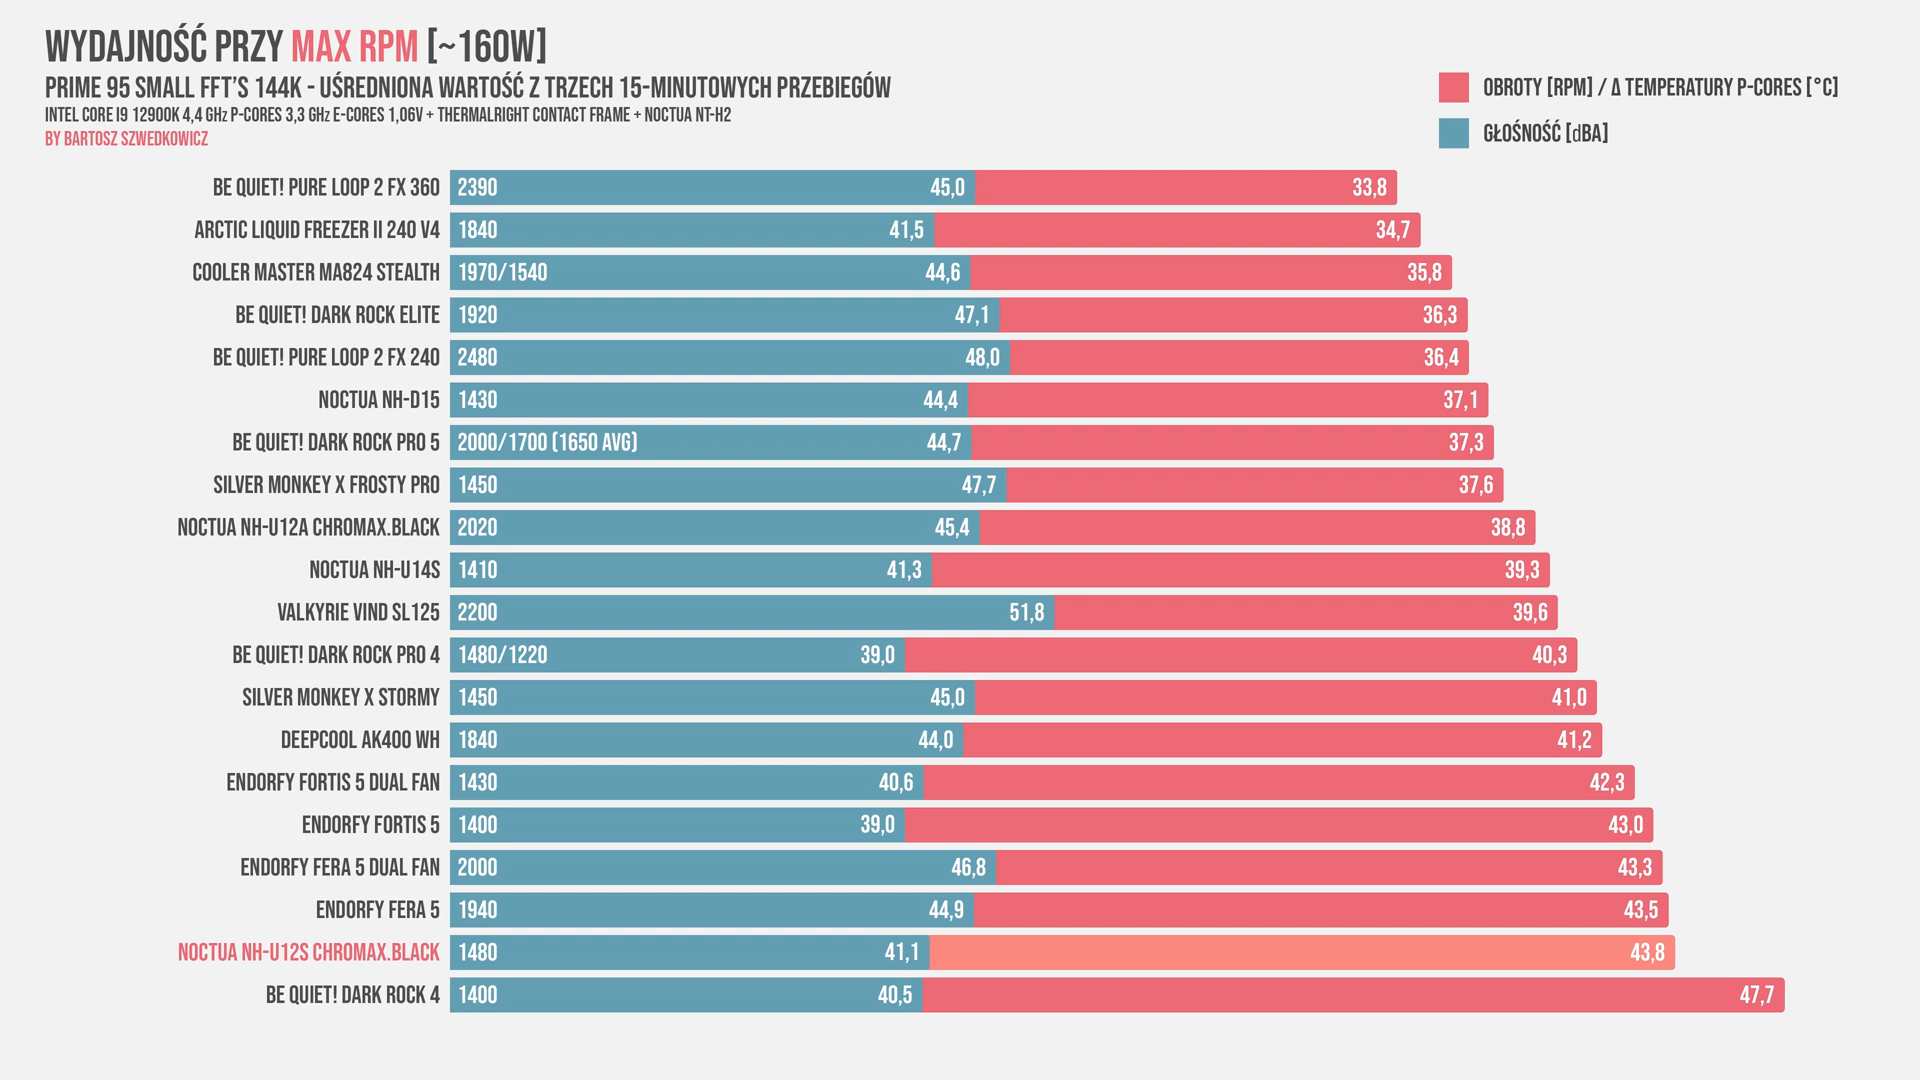 WYDAJNOŚĆ PRZY MAX RPM [~160W]
PRIME 95 SMALL FFT'S 144K - UŚREDNIONA WARTOŚĆ Z TRZECH 15-MINUTOWYCH PRZEBIEGÓW
INTEL CORE I9 12900K 4,4 GHz P-CORES 3,3 GHz E-CORES 1,06V + THERMALRIGHT CONTACT FRAME + NOCTUA NT-H2
BY BARTOSZ SZWEDKOWICZ
OBROTY [RPM] / Δ TEMPERATURY P-CORES [°C]
GŁOŚNOŚĆ [dBA]
BE QUIET! PURE LOOP 2 FX 360 2390 45,0 33,8
ARCTIC LIQUID FREEZER II 240 V4 1840 41,5 34,7
COOLER MASTER MA824 STEALTH 1970/1540 44,6 35,8
BE QUIET! DARK ROCK ELITE 1920 47,1 36,3
BE QUIET! PURE LOOP 2 FX 240 2480 48,0 36,4
NOCTUA NH-D15 1430 44,4 37,1
BE QUIET! DARK ROCK PRO 5 2000/1700 (1650 AVG) 44,7 37,3
SILVER MONKEY X FROSTY PRO 1450 47,7 37,6
NOCTUA NH-U12A CHROMAX.BLACK 2020 45,4 38,8
NOCTUA NH-U14S 1410 41,3 39,3
VALKYRIE VIND SL125 2200 51,8 39,6
BE QUIET! DARK ROCK PRO 4 1480/1220 39,0 40,3
SILVER MONKEY X STORMY 1450 45,0 41,0
DEEPCOOL AK400 WH 1840 44,0 41,2
ENDORFY FORTIS 5 DUAL FAN 1430 40,6 42,3
ENDORFY FORTIS 5 1400 39,0 43,0
ENDORFY FERA 5 DUAL FAN 2000 46,8 43,3
ENDORFY FERA 5 1940 44,9 43,5
NOCTUA NH-U12S CHROMAX.BLACK 1480 41,1 43,8
BE QUIET! DARK ROCK 4 1400 40,5 47,7